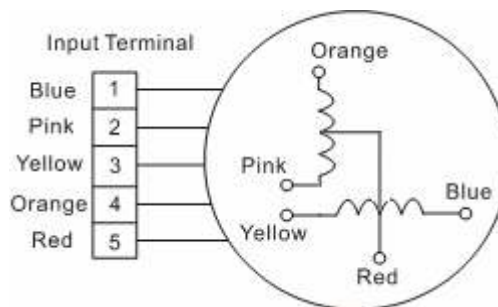 Input Terminal
Blue 1
Pink 2
Yellow 3
Orange 4
Red 5
Orange
Pink
Yellow
Blue
Red